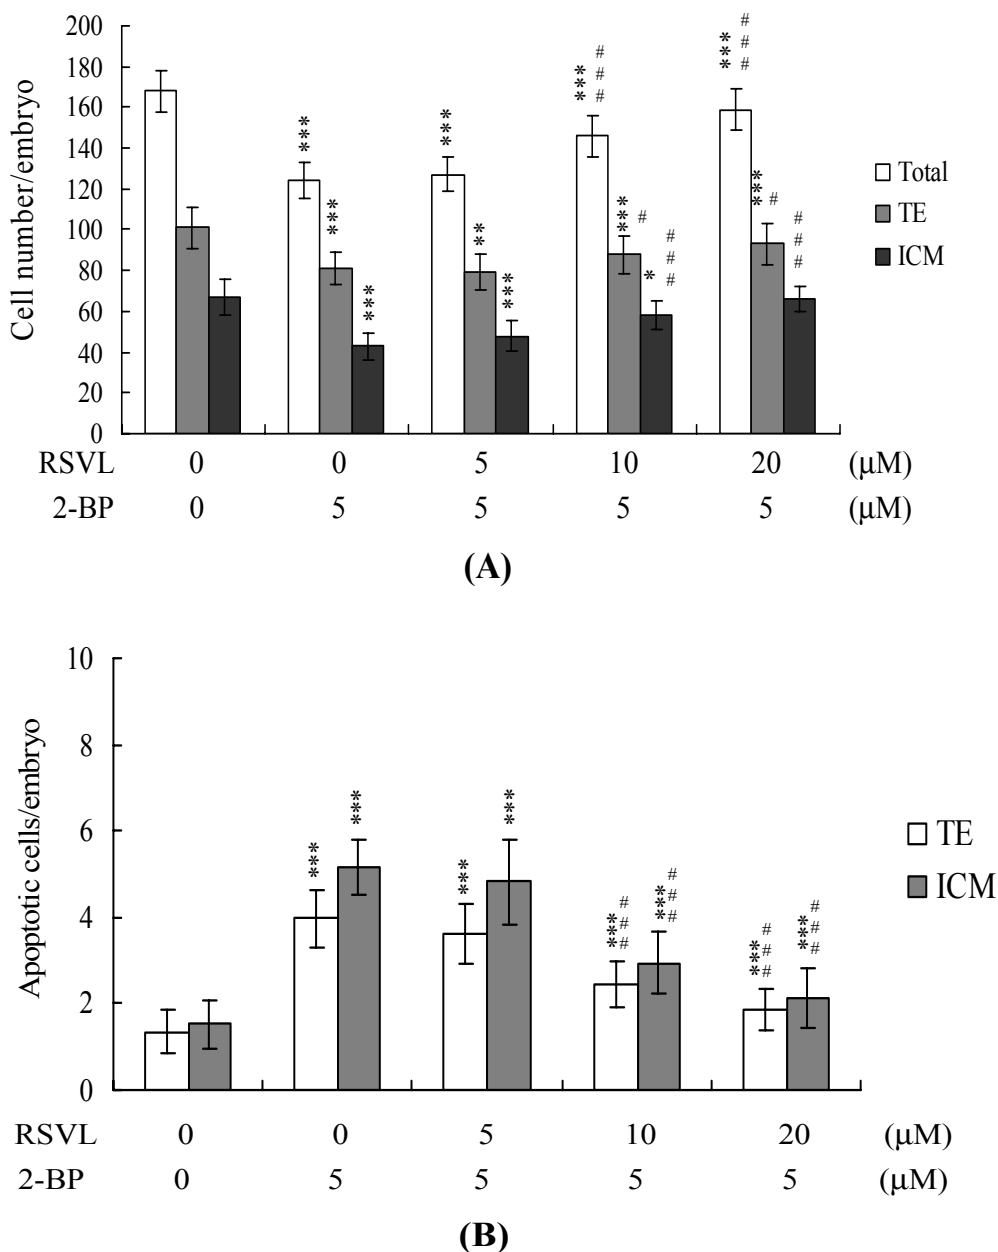 200
180
160
140
120
100
80
60
40
20
0
Cell number/embryo
*** *** *** ### *** ###
*** ** *** # *** #
*** *** * ### ###
Total
TE
ICM
RSVL 0 0 5 10 20 (μM)
2-BP 0 5 5 5 5 (μM)
(A)
10
8
6
4
2
0
Apoptotic cells/embryo
*** *** *** *** *** ### *** ### *** ### *** ###
TE
ICM
RSVL 0 0 5 10 20 (μM)
2-BP 0 5 5 5 5 (μM)
(B)